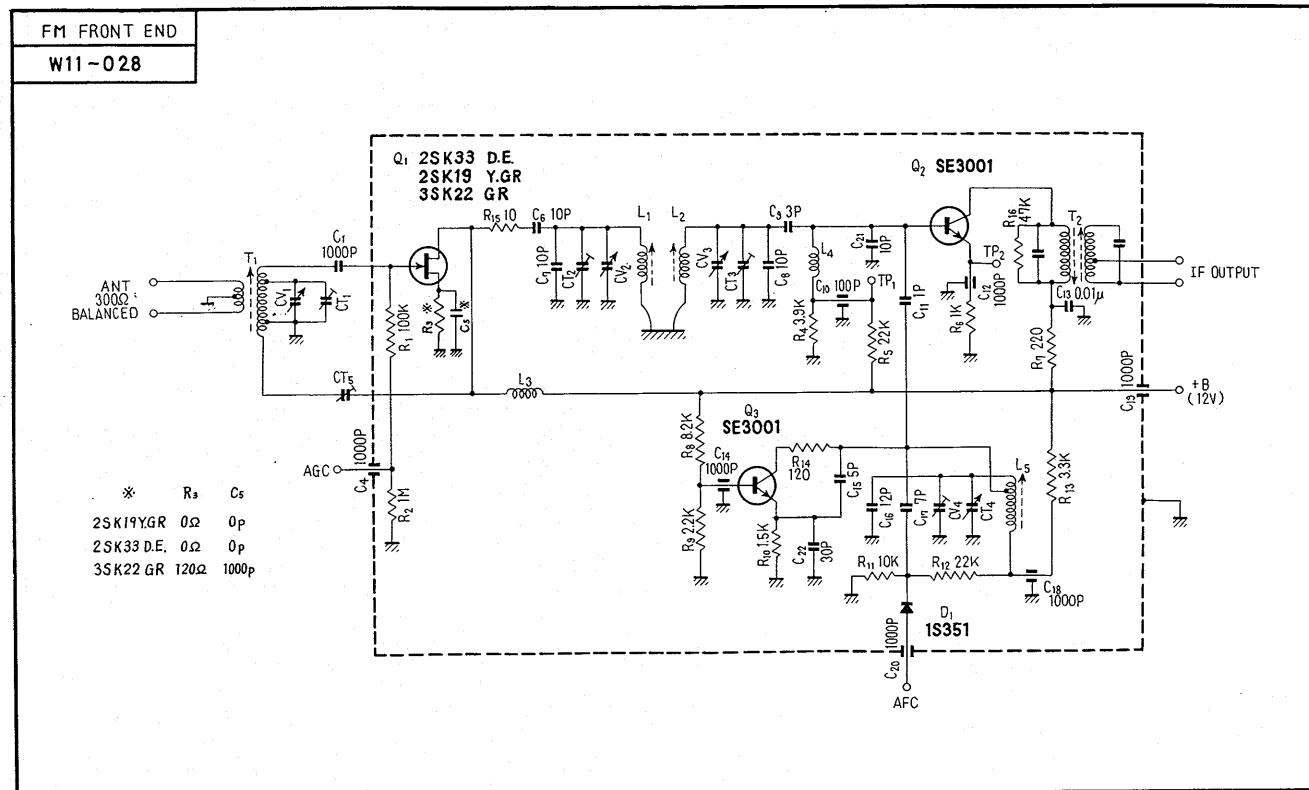 FM FRONT END
W11-028
Q1 2SK33 D.E.
2SK19 Y.GR
3SK22 GR
Q2 SE3001
R15 10
C6 10P
L1
L2
C9 3P
C1
1000P
T1
C7 10P
CT2
CV2
CV3
CT3
C8 10P
L4
C21
10P
R16
47K
T2
TP2
ANT
300Ω
BALANCED
CV1
CT1
R1 100K
R3 ※
C5 ※
C10 100P
TP1
C11 1P
C12
1000P
IF OUTPUT
C13 0.01μ
R4 3.9K
R5 22K
R6 1K
R7 220
CT5
L3
+B
(12V)
C19 1000P
AGC
C4 1000P
R2 1M
R8 8.2K
Q3
SE3001
C14
1000P
R14
120
C15 5P
L5
R13 3.3K
R9 2.2K
R10 1.5K
C22
30P
C16 12P
C17 7P
CV4
CT4
※ R3 C5
2SK19Y.GR 0Ω 0p
2SK33 D.E. 0Ω 0p
3SK22 GR 120Ω 1000p
R11 10K
R12 22K
C18
1000P
D1
1S351
C20 1000P
AFC